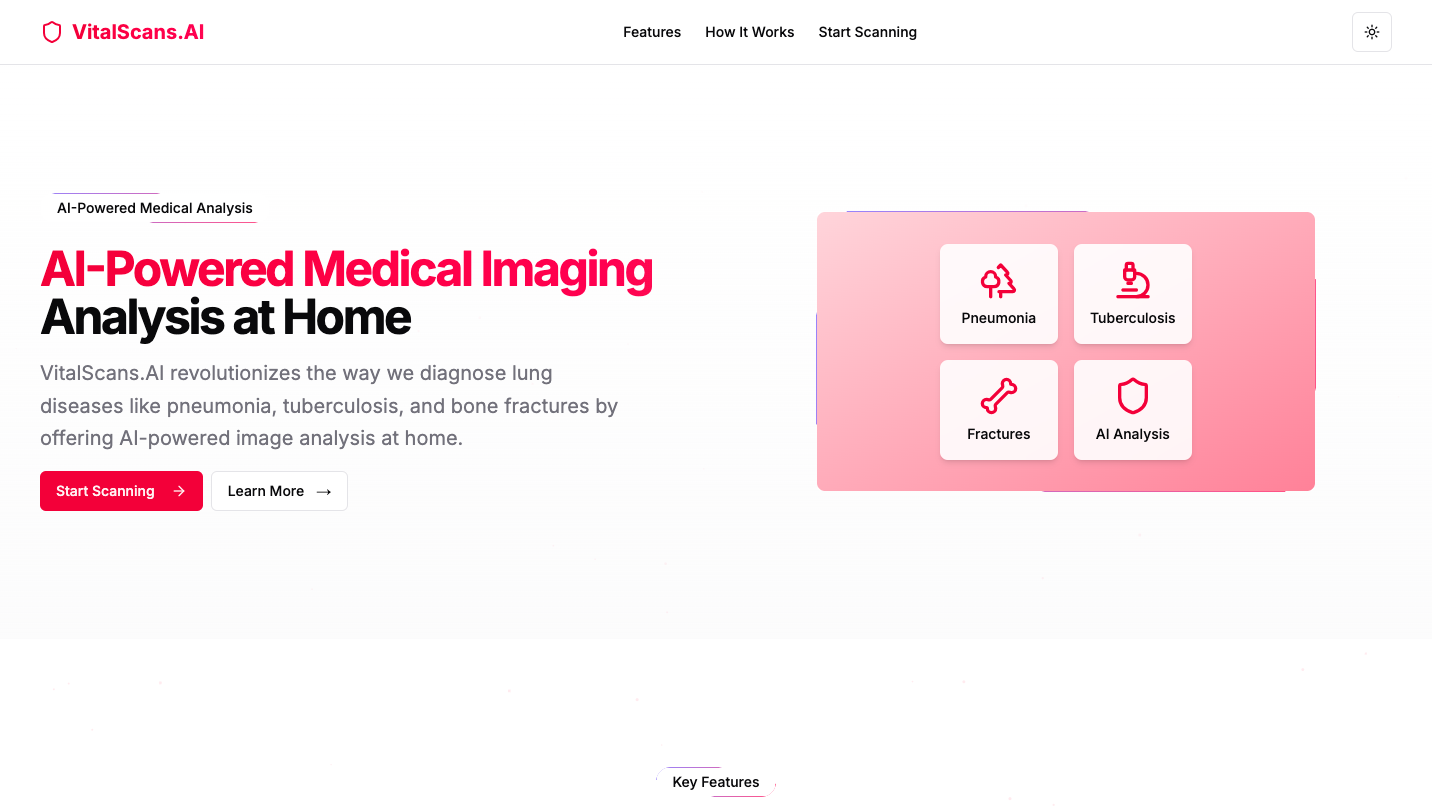 VitalScans.AI
Features
How It Works
Start Scanning
AI-Powered Medical Analysis
AI-Powered Medical Imaging
Analysis at Home
VitalScans.AI revolutionizes the way we diagnose lung
diseases like pneumonia, tuberculosis, and bone fractures by
offering AI-powered image analysis at home.
Start Scanning →
Learn More →
Pneumonia
Tuberculosis
Fractures
AI Analysis
Key Features